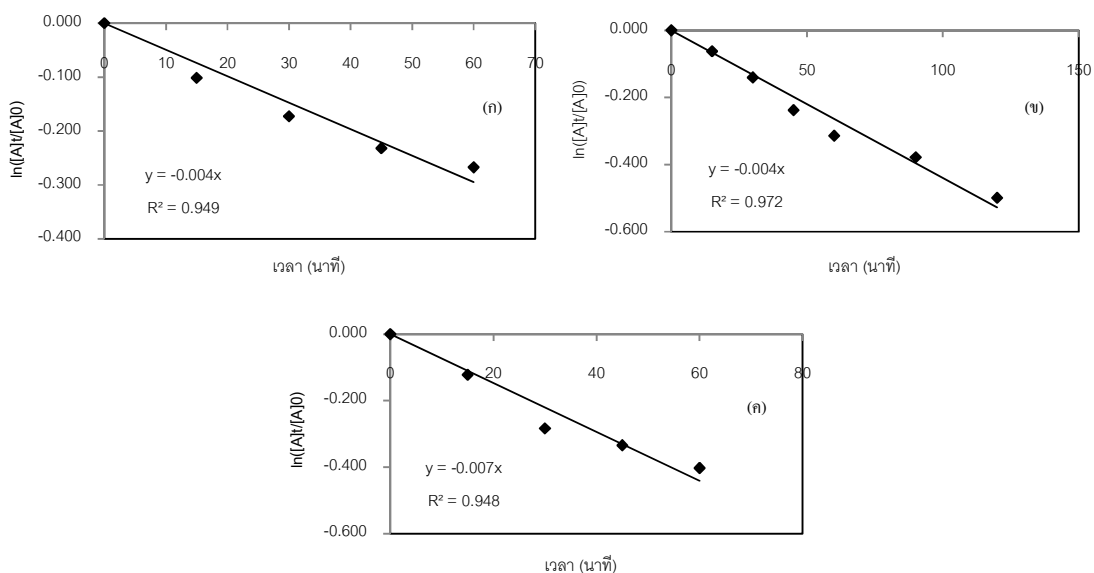 0.000
-0.100
-0.200
-0.300
-0.400
0 10 20 30 40 50 60 70
ln([A]t/[A]0)
(ก)
y = -0.004x
R² = 0.949
เวลา (นาที)
0.000
-0.200
-0.400
-0.600
0 50 100 150
ln([A]t/[A]0)
(ข)
y = -0.004x
R² = 0.972
เวลา (นาที)
0.000
-0.200
-0.400
-0.600
0 20 40 60 80
ln([A]t/[A]0)
(ค)
y = -0.007x
R² = 0.948
เวลา (นาที)